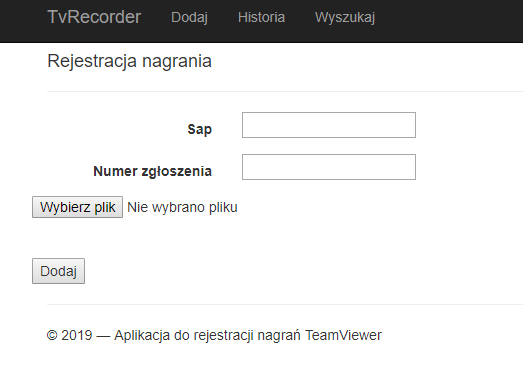 TvRecorder Dodaj Historia Wyszukaj
Rejestracja nagrania
Sap
Numer zgłoszenia
Wybierz plik Nie wybrano pliku
Dodaj
© 2019 — Aplikacja do rejestracji nagrań TeamViewer